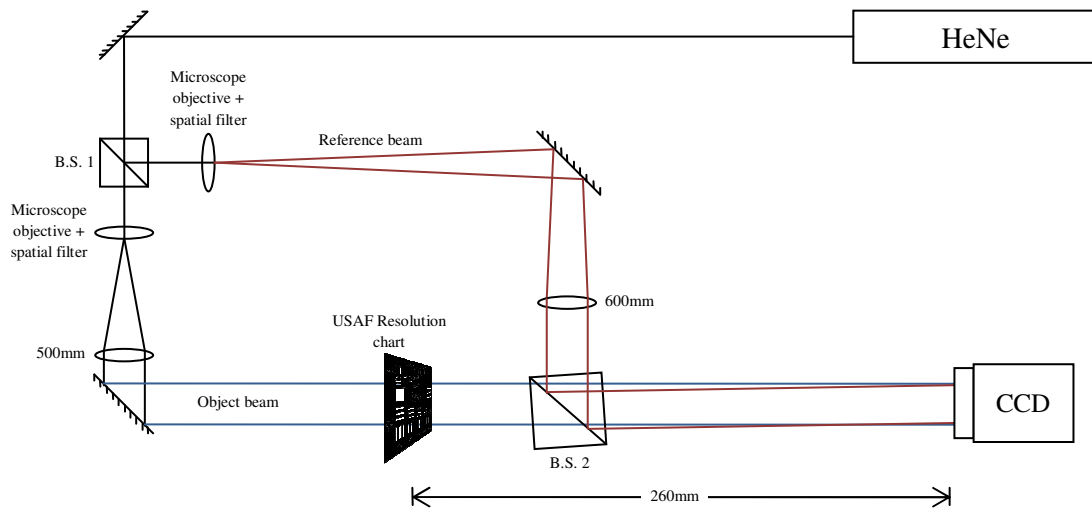 HeNe
Microscope
objective +
spatial filter
Reference beam
B.S. 1
Microscope
objective +
spatial filter
600mm
USAF Resolution
chart
500mm
Object beam
CCD
B.S. 2
260mm